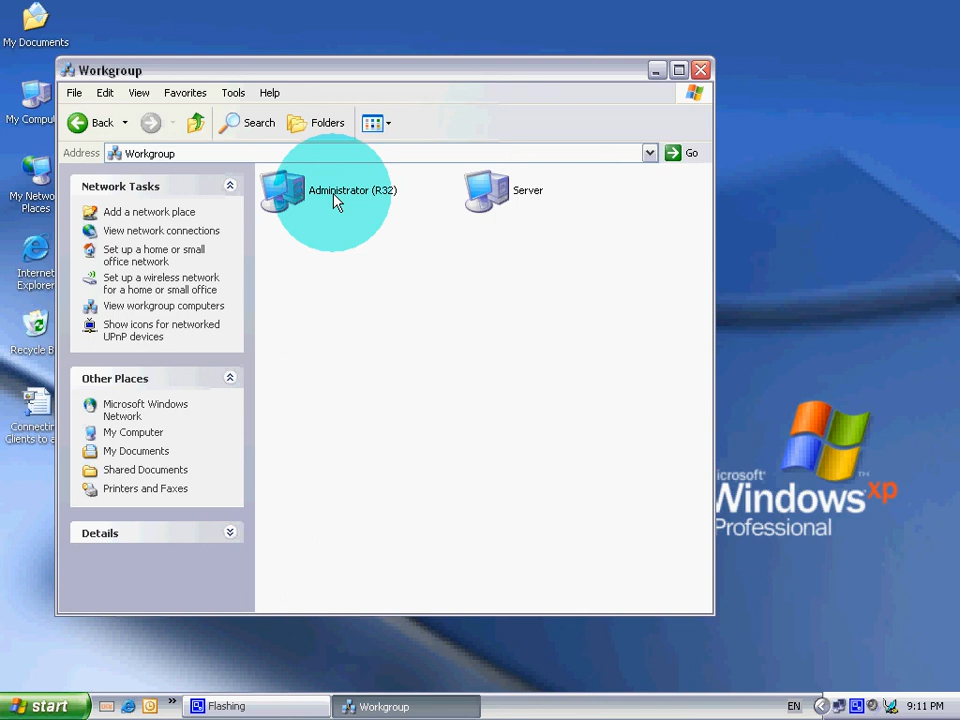 My Documents
My Compu
My Netwo
Places
Internet
Explorer
Recycle B
Connectin
Clients to a
Workgroup
File Edit View Favorites Tools Help
Back Search Folders
Address Workgroup Go
Network Tasks
Add a network place
View network connections
Set up a home or small
office network
Set up a wireless network
for a home or small office
View workgroup computers
Show icons for networked
UPnP devices
Other Places
Microsoft Windows
Network
My Computer
My Documents
Shared Documents
Printers and Faxes
Details
Administrator (R32)
Server
icrosoft
Windows xp
Professional
start
Flashing
Workgroup
EN
9:11 PM